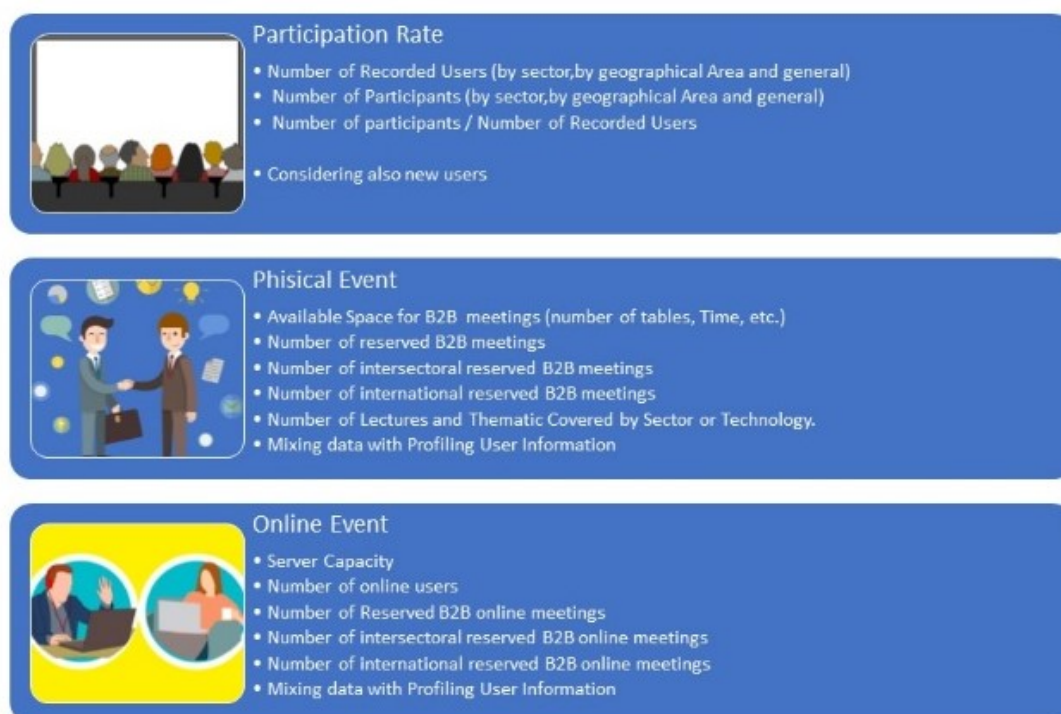 Participation Rate
• Number of Recorded Users (by sector,by geographical Area and general)
• Number of Participants (by sector,by geographical Area and general)
• Number of participants / Number of Recorded Users
• Considering also new users
Phisical Event
• Available Space for B2B meetings (number of tables, Time, etc.)
• Number of reserved B2B meetings
• Number of intersectoral reserved B2B meetings
• Number of international reserved B2B meetings
• Number of Lectures and Thematic Covered by Sector or Technology.
• Mixing data with Profiling User Information
Online Event
• Server Capacity
• Number of online users
• Number of Reserved B2B online meetings
• Number of intersectoral reserved B2B online meetings
• Number of international reserved B2B online meetings
• Mixing data with Profiling User Information